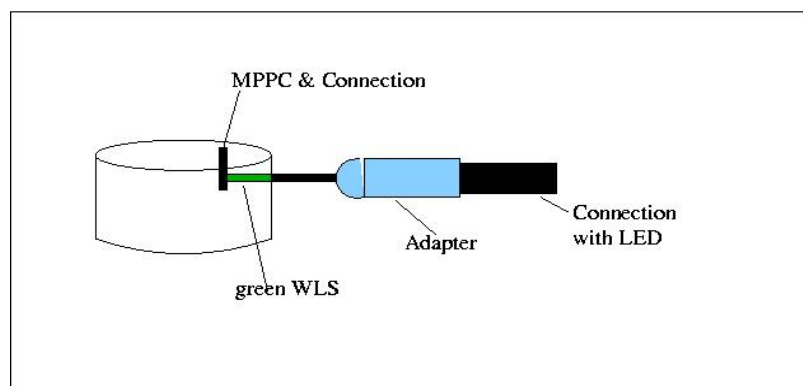 MPPC & Connection
Connection
with LED
Adapter
green WLS